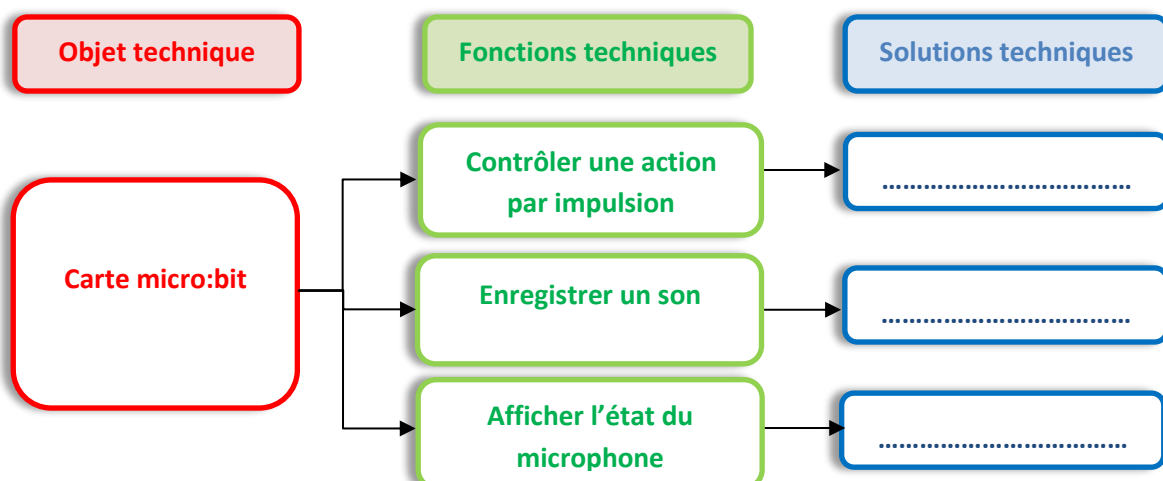 Objet technique
Fonctions techniques
Solutions techniques
Carte micro:bit
Contrôler une action
par impulsion
………………………………
Enregistrer un son
………………………………
Afficher l’état du
microphone
………………………………